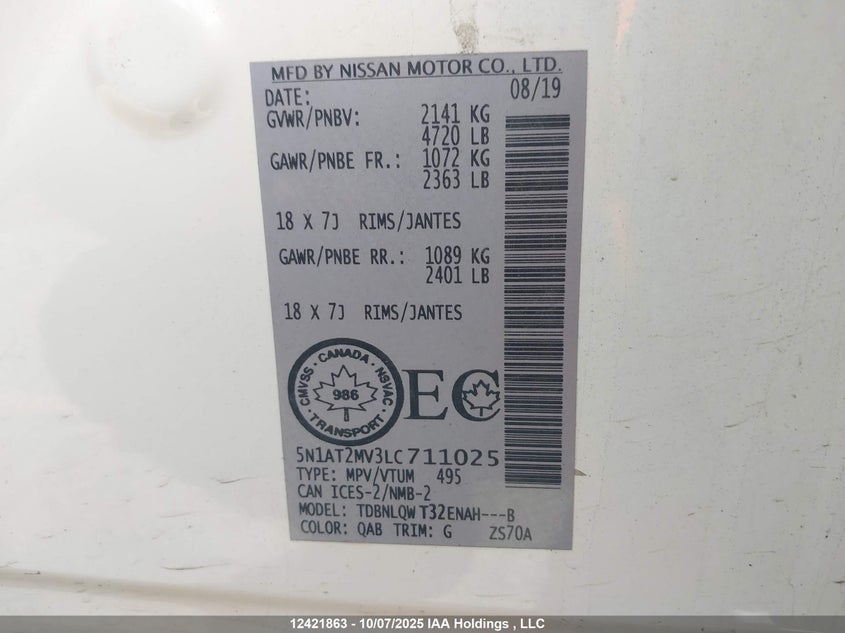 MFD BY NISSAN MOTOR CO., LTD.
DATE: 08/19
GVWR/PNBV: 2141 KG
4720 LB
GAWR/PNBE FR.: 1072 KG
2363 LB
18 X 7J RIMS/JANTES
GAWR/PNBE RR.: 1089 KG
2401 LB
18 X 7J RIMS/JANTES
CMVSS · CANADA · NSVAC · TRANSPORT ·
986
EC
5N1AT2MV3LC711025
TYPE: MPV/VTUM 495
CAN ICES-2/NMB-2
MODEL: TDBNLQW T32ENAH---B
COLOR: QAB TRIM: G ZS70A
12421863 - 10/07/2025 IAA Holdings , LLC